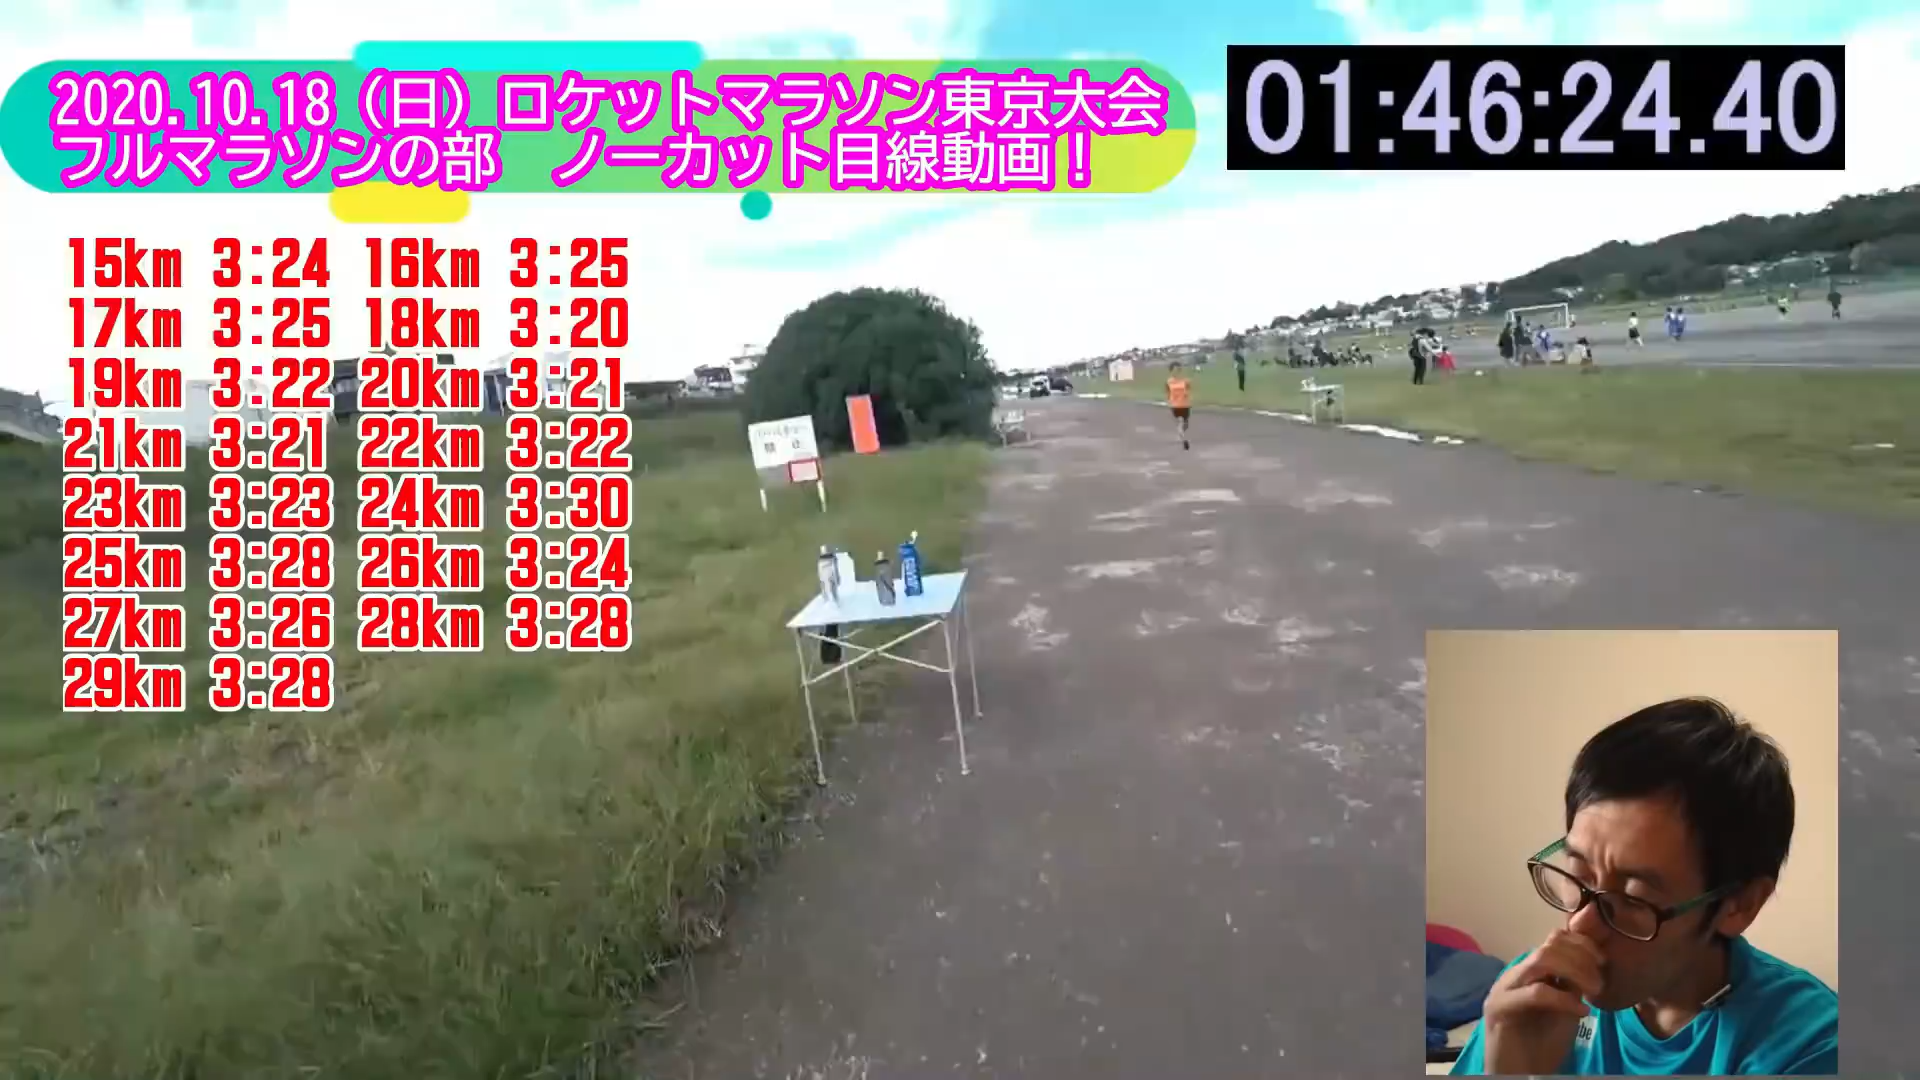 2020.10.18（日）ロケットマラソン東京大会
フルマラソンの部　ノーカット目線動画！
01:46:24.40
15km 3:24 16km 3:25
17km 3:25 18km 3:20
19km 3:22 20km 3:21
21km 3:21 22km 3:22
23km 3:23 24km 3:30
25km 3:28 26km 3:24
27km 3:26 28km 3:28
29km 3:28